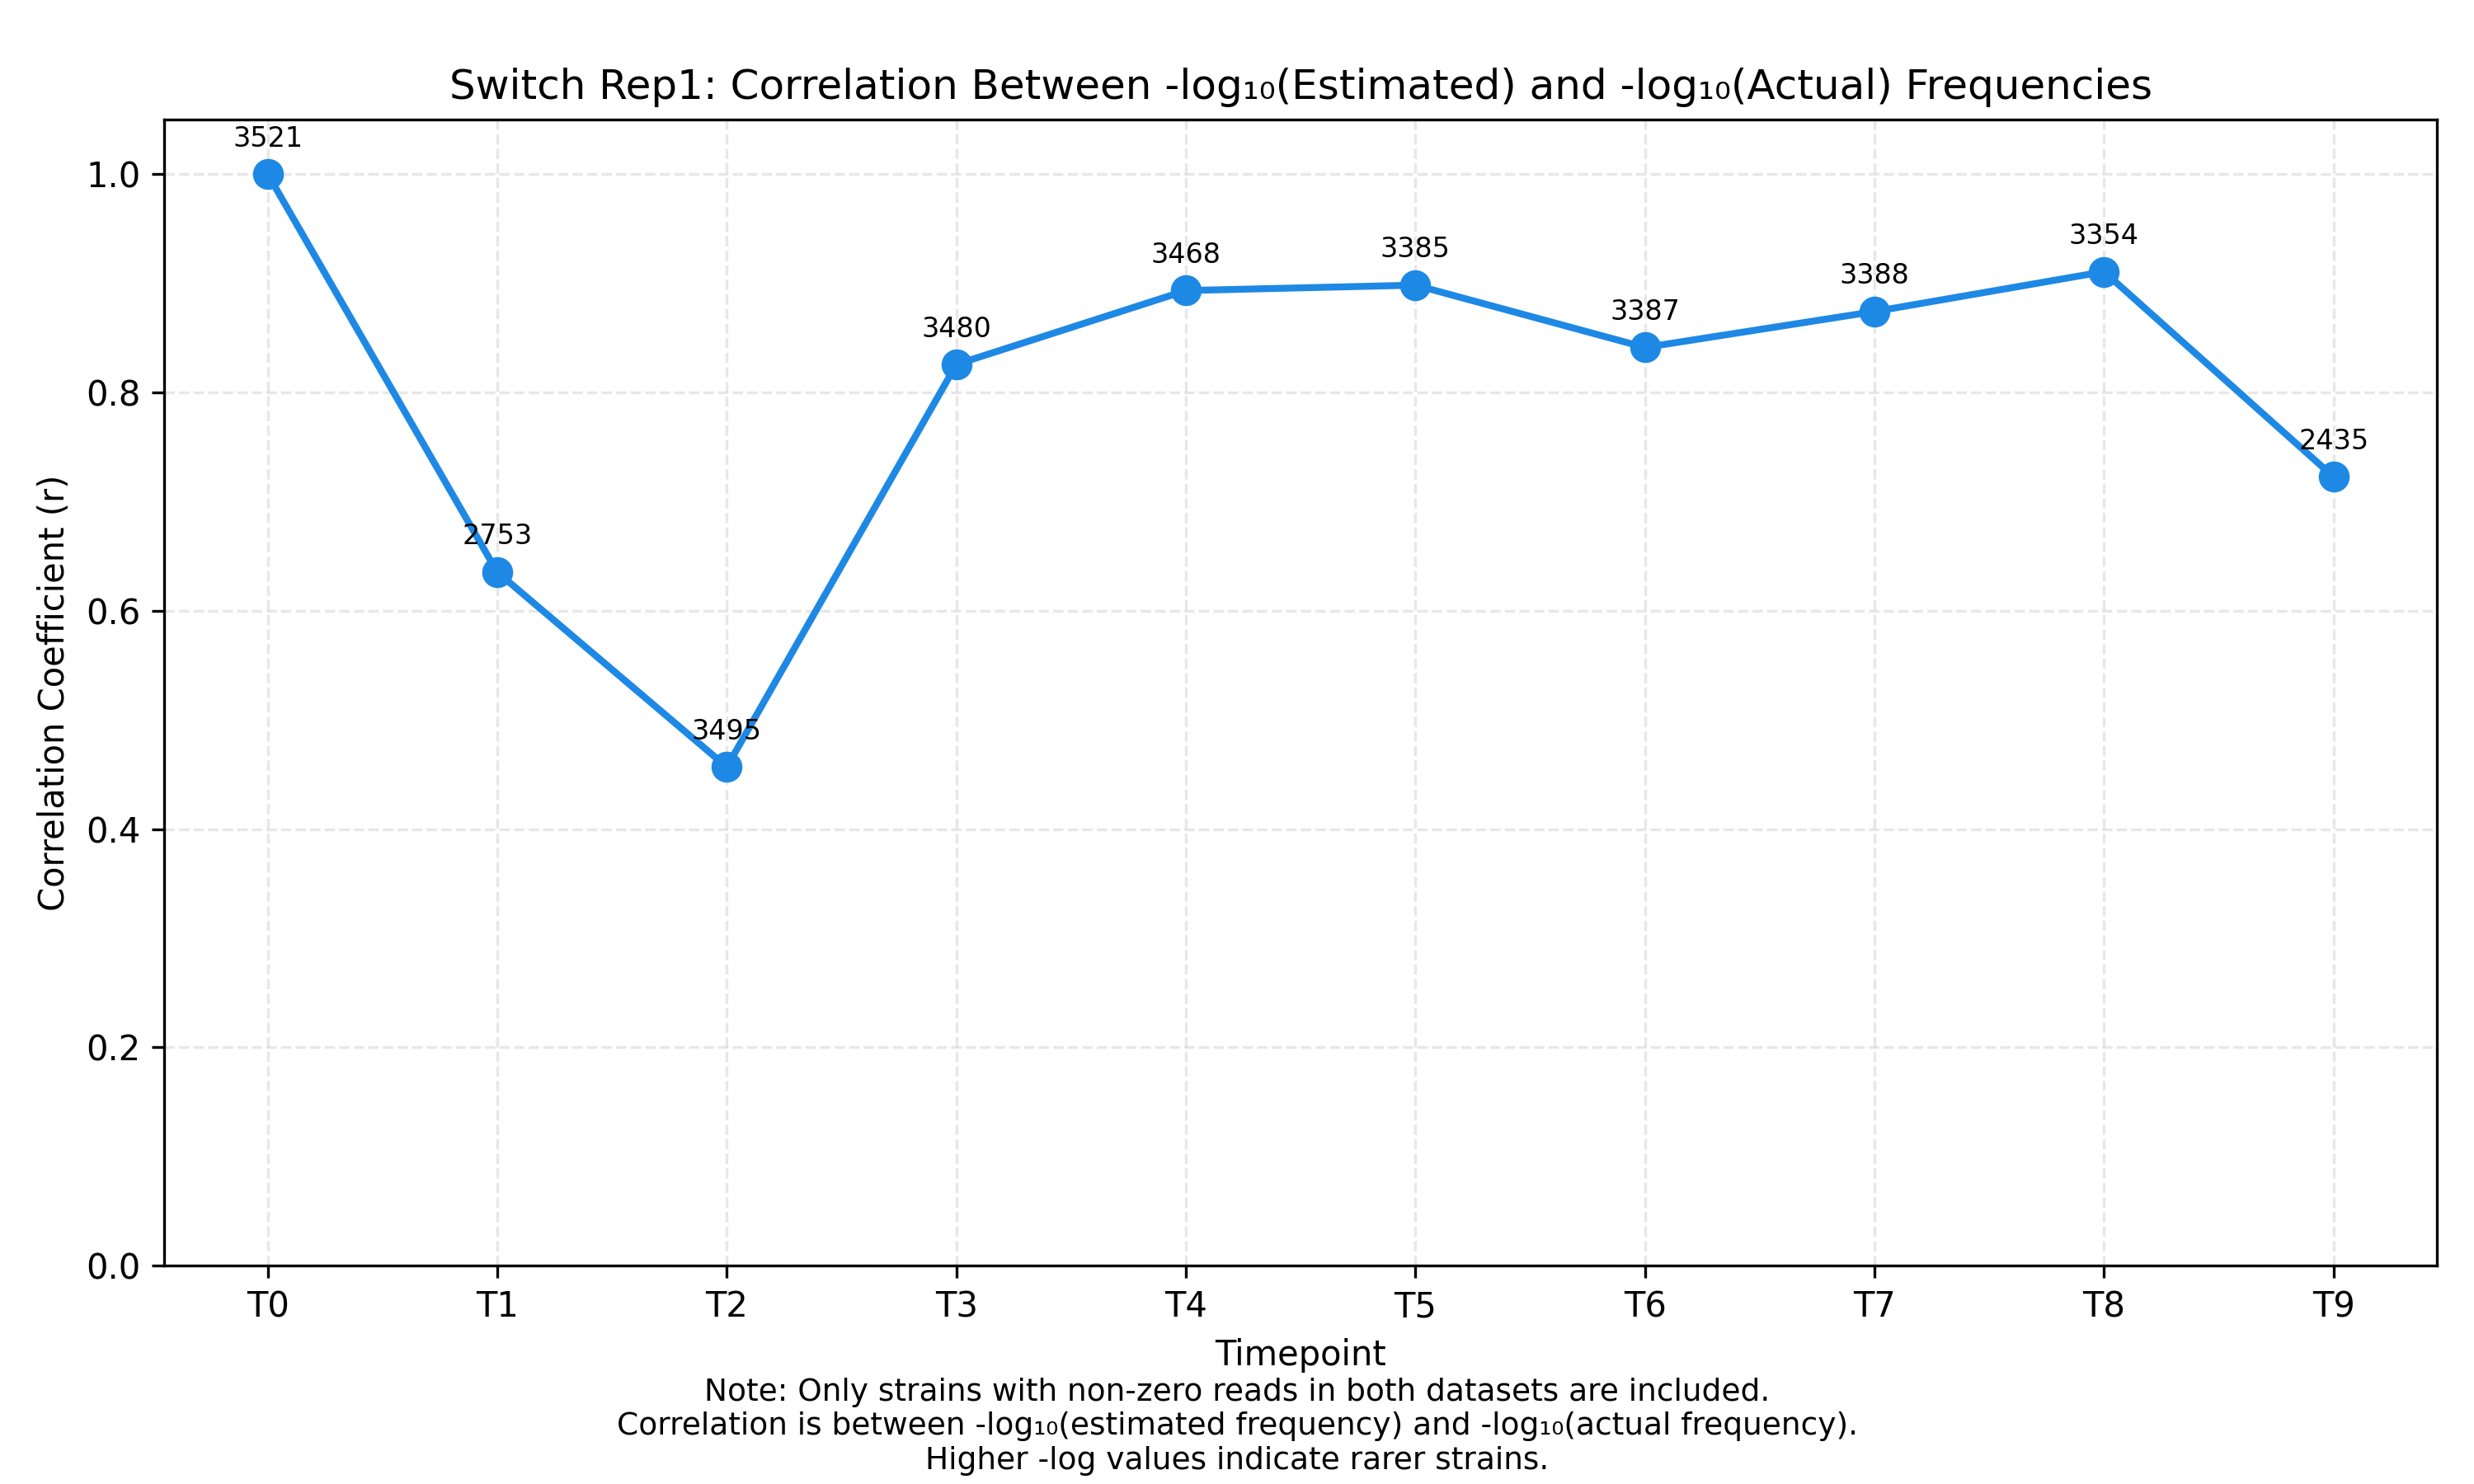 Switch Rep1: Correlation Between -log₁₀(Estimated) and -log₁₀(Actual) Frequencies
3521
1.0
3354
3468
3385
3388
3387
3480
0.8
2435
2753
0.6
3495
Correlation Coefficient (r)
0.4
0.2
0.0
T0 T1 T2 T3 T4 T5 T6 T7 T8 T9
Timepoint
Note: Only strains with non-zero reads in both datasets are included.
Correlation is between -log₁₀(estimated frequency) and -log₁₀(actual frequency).
Higher -log values indicate rarer strains.